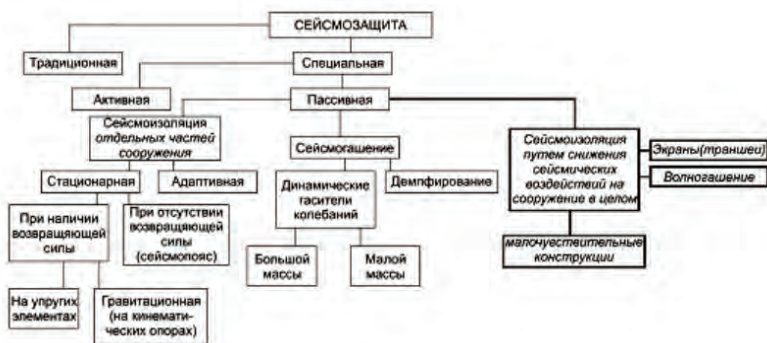 СЕЙСМОЗАЩИТА
Традиционная
Специальная
Активная
Пассивная
Сейсмоизоляция
отдельных частей
сооружения
Сейсмогашение
Сейсмоизоляция
путем снижения
сейсмических
воздействий на
сооружение в целом
Экраны(траншеи)
Волногашение
Стационарная
Адаптивная
Динамические
гасители
колебаний
Демпфирование
При наличии
возвращяющей
силы
При отсутствии
возвращяющей
силы
(сейсмопояс)
малочувствительные
конструкции
Большой
массы
Малой
массы
На упругих
элементах
Гравитационная
(на кинемати-
ческих опорах)